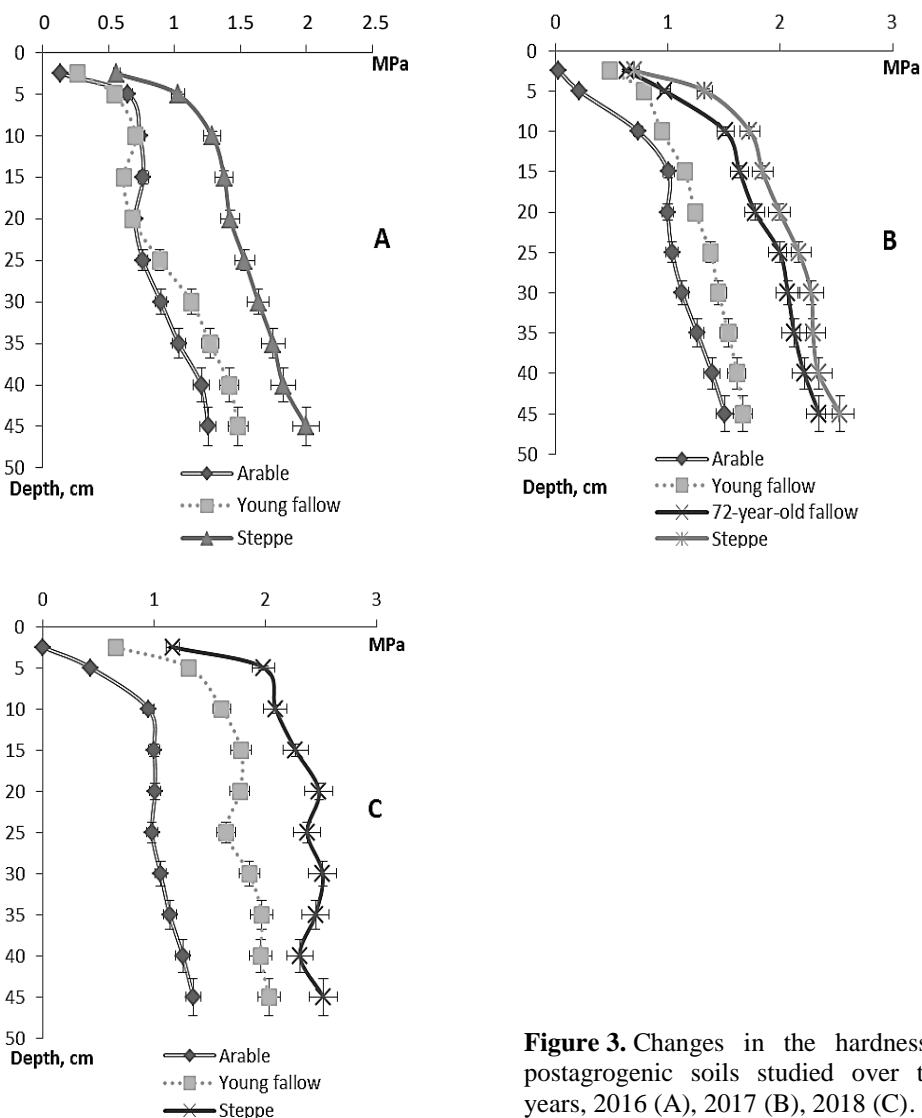 0 0.5 1 1.5 2 2.5
MPa
0
5
10
15
20
25
30
35
40
45
50
A
Depth, cm
Arable
Young fallow
Steppe
0 1 2 3
MPa
0
5
10
15
20
25
30
35
40
45
50
B
Depth, cm
Arable
Young fallow
72-year-old fallow
Steppe
0 1 2 3
MPa
0
5
10
15
20
25
30
35
40
45
50
C
Depth, cm
Arable
Young fallow
Steppe
Figure 3. Changes in the hardness
postagrogenic soils studied over t
years, 2016 (A), 2017 (B), 2018 (C).